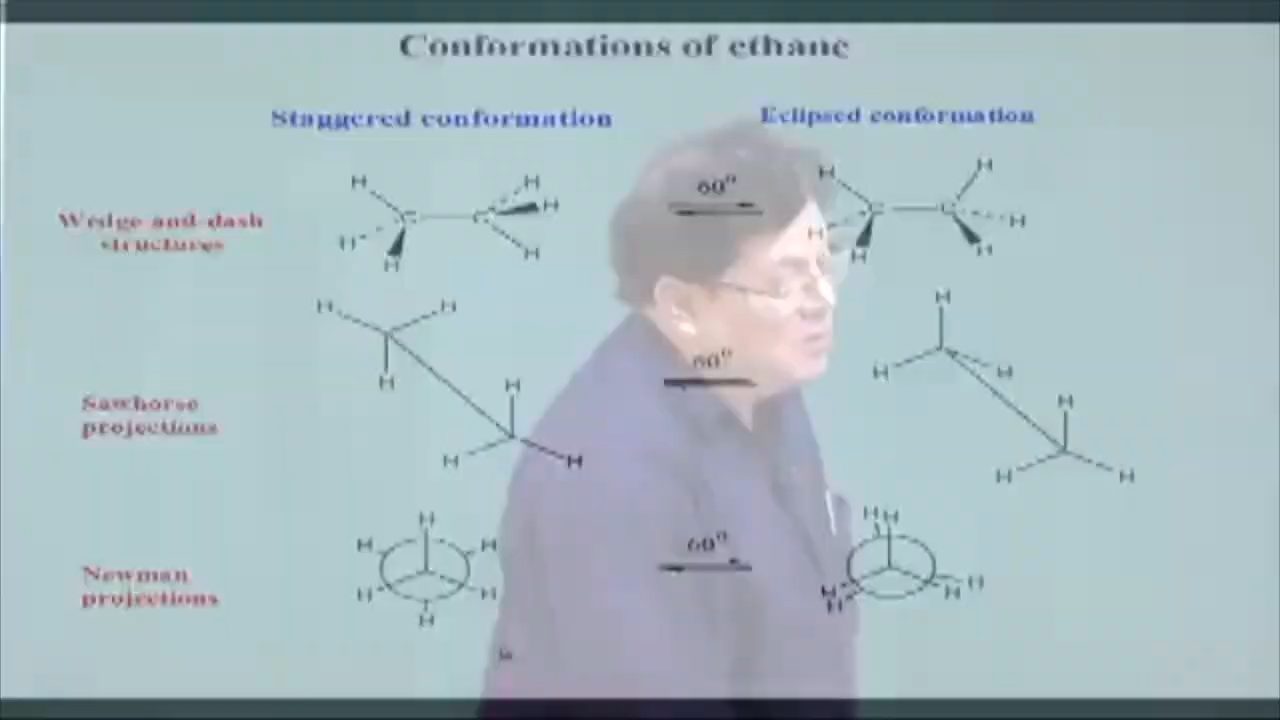 Conformations of ethane
Staggered conformation
Eclipsed conformation
Wedge and dash
structures
H
H
H
C
C
H
H
H
60°
H
H
H
C
C
H
H
H
Sawhorse
projections
H
H
H
H
H
H
60°
H
H
H
H
H
H
Newman
projections
H
H
H
H
H
H
60°
H H
H
H
H
H